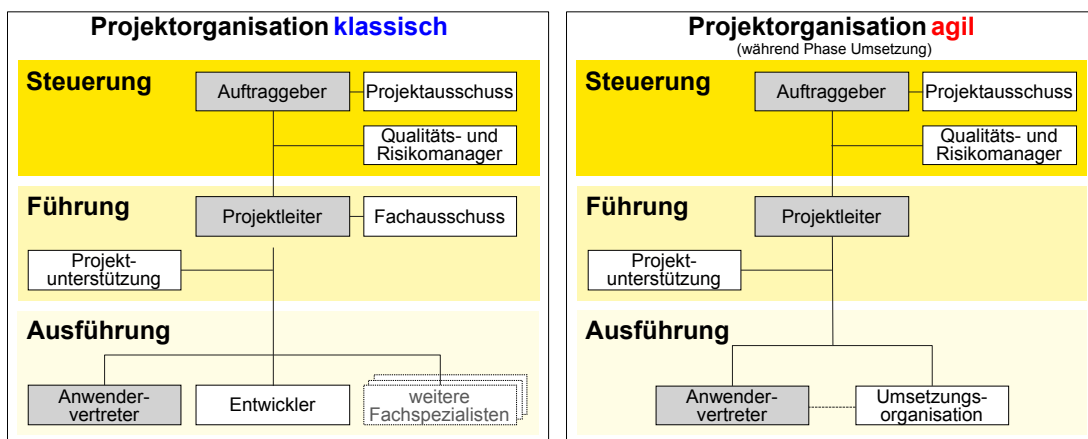 Projektorganisation klassisch
Steuerung
Auftraggeber
Projektausschuss
Qualitäts- und
Risikomanager
Führung
Projektleiter
Fachausschuss
Projekt-
unterstützung
Ausführung
Anwender-
vertreter
Entwickler
weitere
Fachspezialisten
Projektorganisation agil
(während Phase Umsetzung)
Steuerung
Auftraggeber
Projektausschuss
Qualitäts- und
Risikomanager
Führung
Projektleiter
Projekt-
unterstützung
Ausführung
Anwender-
vertreter
Umsetzungs-
organisation